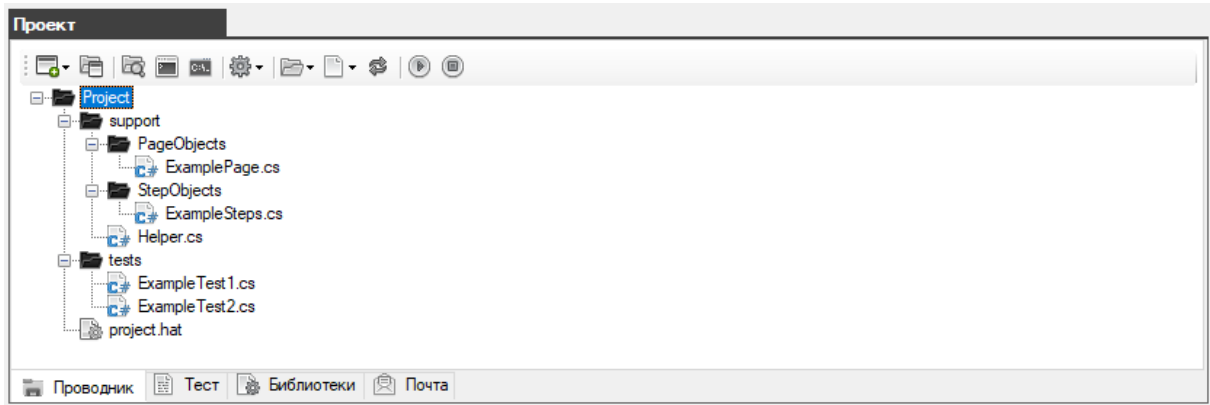 Проект
C:\.
Project
support
PageObjects
ExamplePage.cs
StepObjects
ExampleSteps.cs
Helper.cs
tests
ExampleTest1.cs
ExampleTest2.cs
project.hat
Проводник Тест Библиотеки Почта